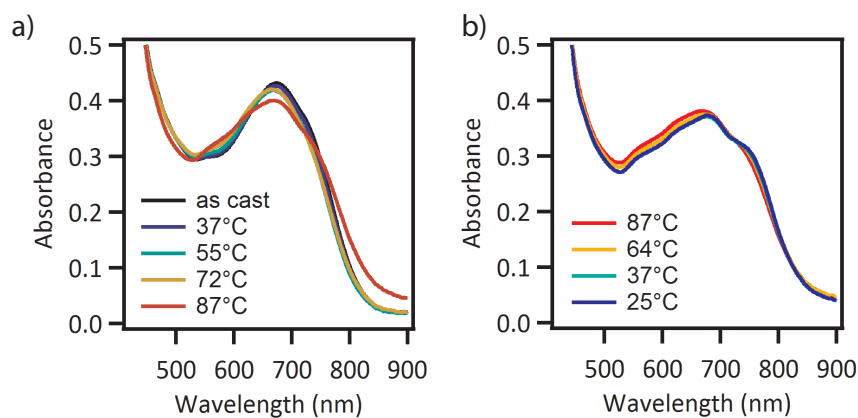 a)
0.5
0.4
0.3
0.2
0.1
0.0
Absorbance
as cast
37°C
55°C
72°C
87°C
500 600 700 800 900
Wavelength (nm)
b)
0.5
0.4
0.3
0.2
0.1
0.0
Absorbance
87°C
64°C
37°C
25°C
500 600 700 800 900
Wavelength (nm)